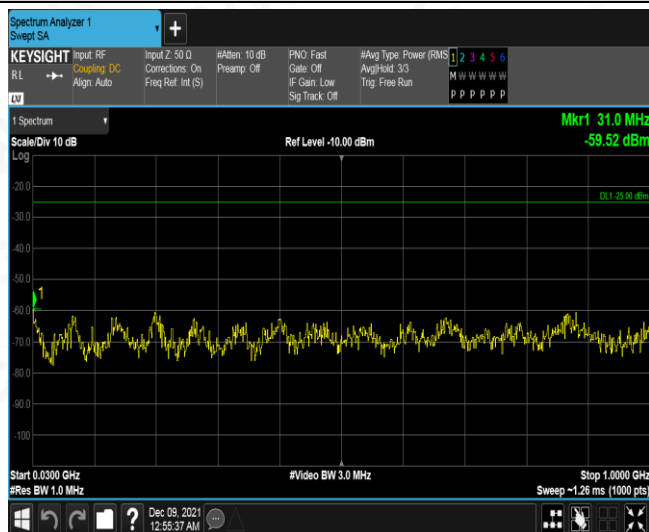 Spectrum Analyzer 1
Swept SA
+
KEYSIGHT
RL
Input: RF
Coupling: DC
Align: Auto
Input Z: 50 Ω
Corrections: On
Freq Ref: Int (S)
#Atten: 10 dB
Preamp: Off
PNO: Fast
Gate: Off
IF Gain: Low
Sig Track: Off
#Avg Type: Power (RMS
Avg|Hold: 3/3
Trig: Free Run
1 2 3 4 5 6
M W W W W W
P P P P P P
1 Spectrum
Scale/Div 10 dB
Ref Level -10.00 dBm
Mkr1 31.0 MHz
-59.52 dBm
Log
DL1 -25.00 dBm
-20.0
-30.0
-40.0
-50.0
-60.0
-70.0
-80.0
-90.0
-100
1
Start 0.0300 GHz
#Res BW 1.0 MHz
#Video BW 3.0 MHz
Stop 1.0000 GHz
Sweep ~1.26 ms (1000 pts)
?
Dec 09, 2021
12:55:37 AM